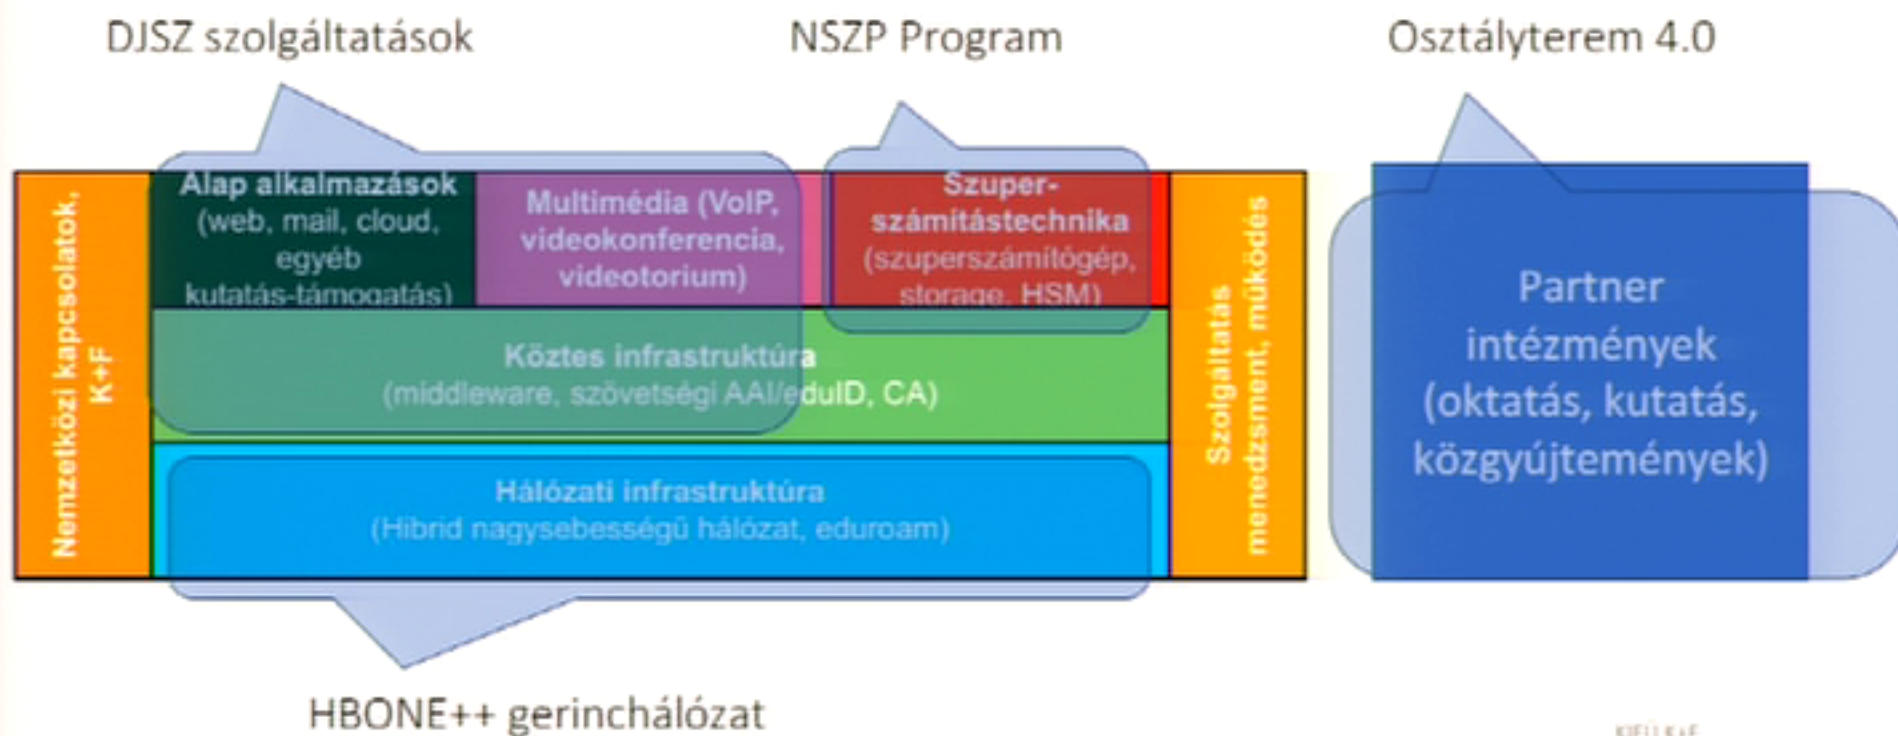 DJSZ szolgáltatások
NSZP Program
Osztályterem 4.0
Nemzetközi kapcsolatok,
K+F
Alap alkalmazások
(web, mail, cloud,
egyéb
kutatás-támogatás)
Multimédia (VoIP,
videokonferencia,
videotorium)
Szuper-
számítástechnika
(szuperszámítógép,
storage, HSM)
Köztes infrastruktúra
(middleware, szövetségi AAI/eduID, CA)
Hálózati infrastruktúra
(Hibrid nagysebességű hálózat, eduroam)
Szolgáltatás
menedzsment, működés
Partner
intézmények
(oktatás, kutatás,
közgyújtemények)
HBONE++ gerinchálózat
KIFÜ K+F